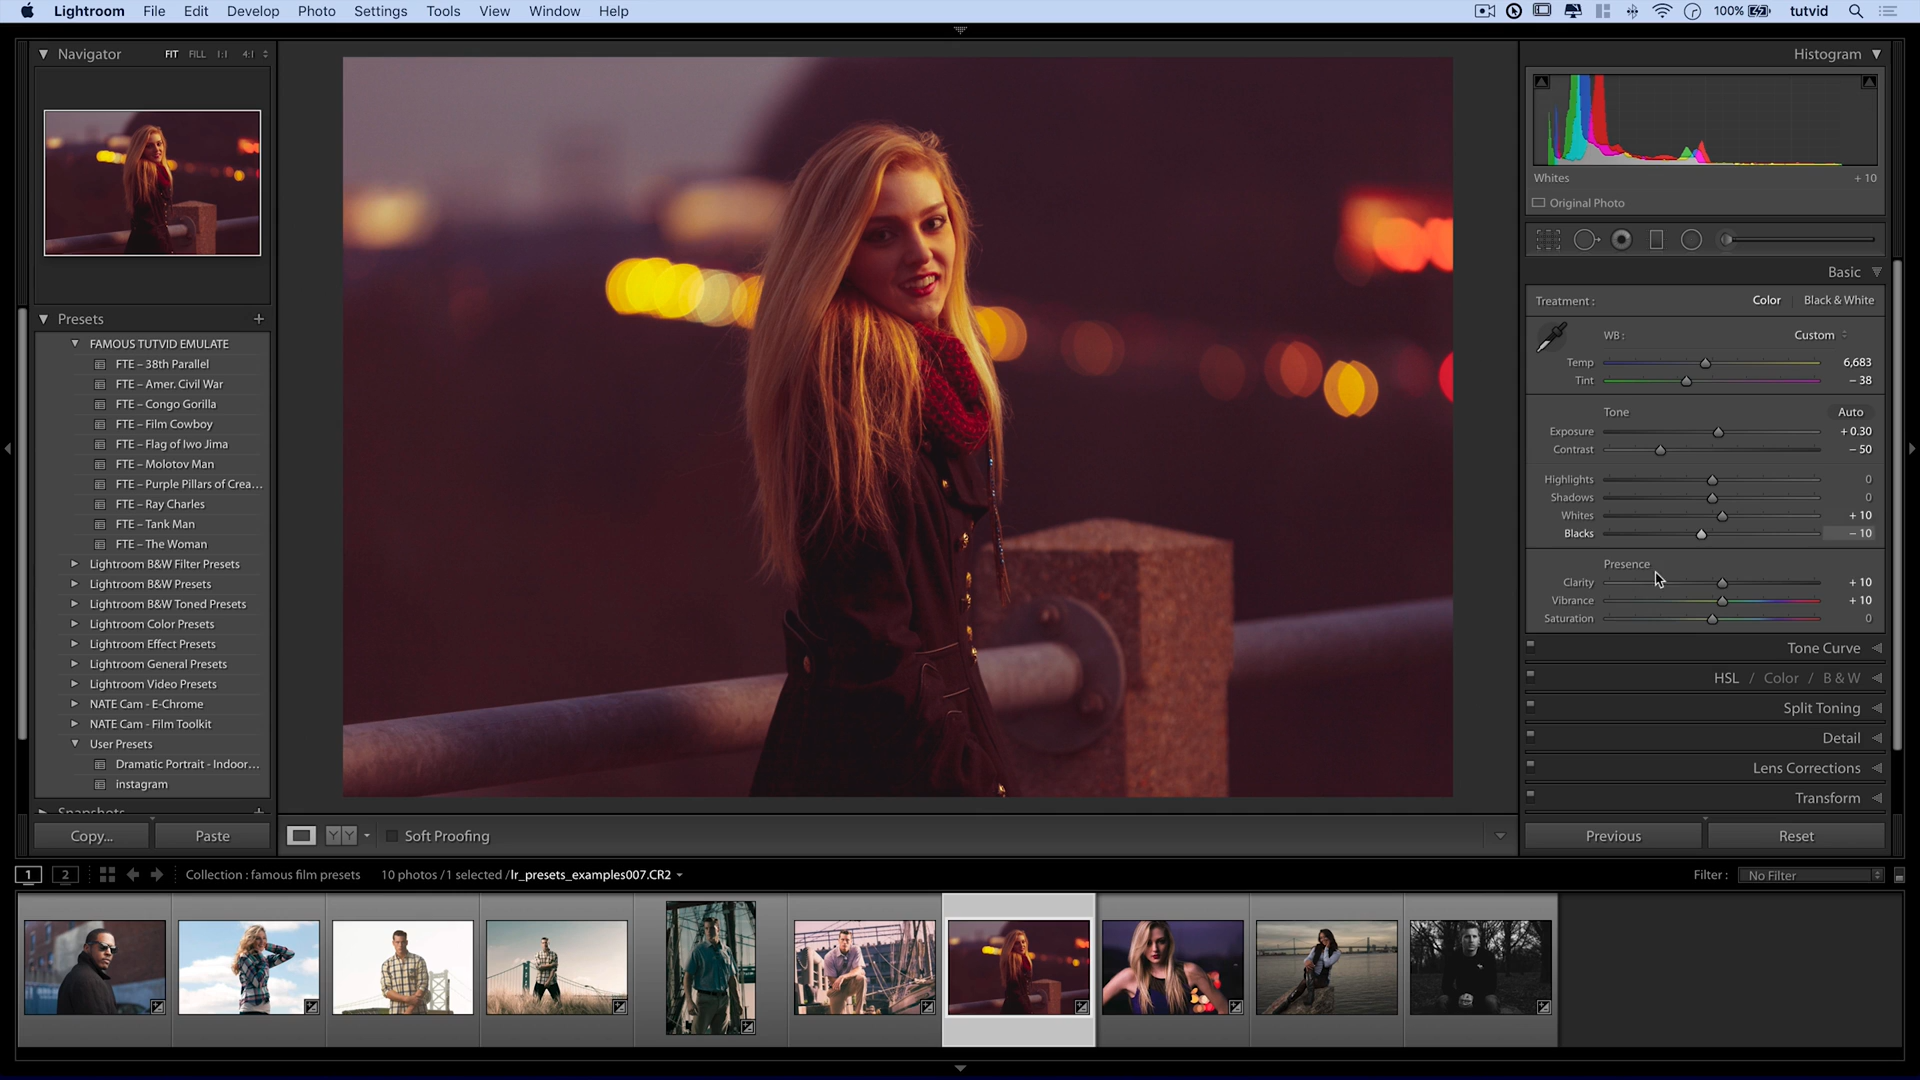 Lightroom File Edit Develop Photo Settings Tools View Window Help 100% tutvid
Navigator FIT FILL 1:1 4:1
Presets +
FAMOUS TUTVID EMULATE
FTE – 38th Parallel
FTE – Amer. Civil War
FTE – Congo Gorilla
FTE – Film Cowboy
FTE – Flag of Iwo Jima
FTE – Molotov Man
FTE – Purple Pillars of Crea...
FTE – Ray Charles
FTE – Tank Man
FTE – The Woman
Lightroom B&W Filter Presets
Lightroom B&W Presets
Lightroom B&W Toned Presets
Lightroom Color Presets
Lightroom Effect Presets
Lightroom General Presets
Lightroom Video Presets
NATE Cam - E-Chrome
NATE Cam - Film Toolkit
User Presets
Dramatic Portrait - Indoor...
instagram
Snapshots +
Copy... Paste
YY Soft Proofing
Histogram
Whites + 10
Original Photo
Basic
Treatment : Color Black & White
WB : Custom
Temp 6,683
Tint – 38
Tone Auto
Exposure + 0.30
Contrast – 50
Highlights 0
Shadows 0
Whites + 10
Blacks – 10
Presence
Clarity + 10
Vibrance + 10
Saturation 0
Tone Curve
HSL / Color / B & W
Split Toning
Detail
Lens Corrections
Transform
Previous Reset
1 2 Collection : famous film presets 10 photos /1 selected /lr_presets_examples007.CR2 Filter : No Filter